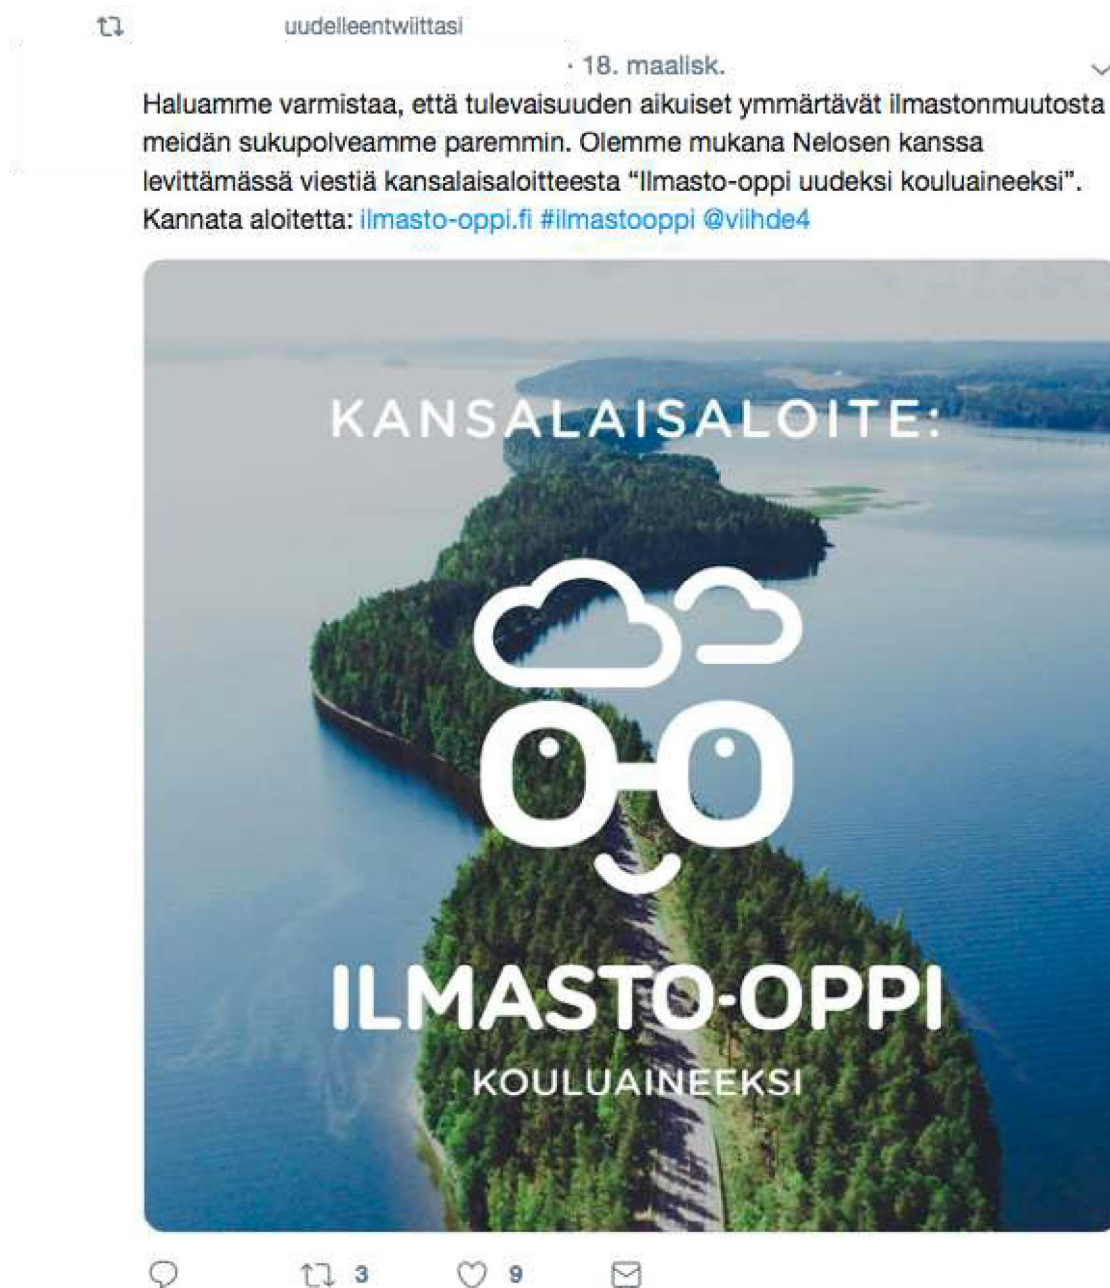 uudelleentwiittasi
· 18. maalisk.
Haluamme varmistaa, että tulevaisuuden aikuiset ymmärtävät ilmastonmuutosta
meidän sukupolveamme paremmin. Olemme mukana Nelosen kanssa
levittämässä viestiä kansalaisaloitteesta “Ilmasto-oppi uudeksi kouluaineeksi”.
Kannata aloitetta: ilmasto-oppi.fi #ilmastooppi @viihde4
KANSALAISALOITE:
ILMASTO-OPPI
KOULUAINEEKSI
3 9